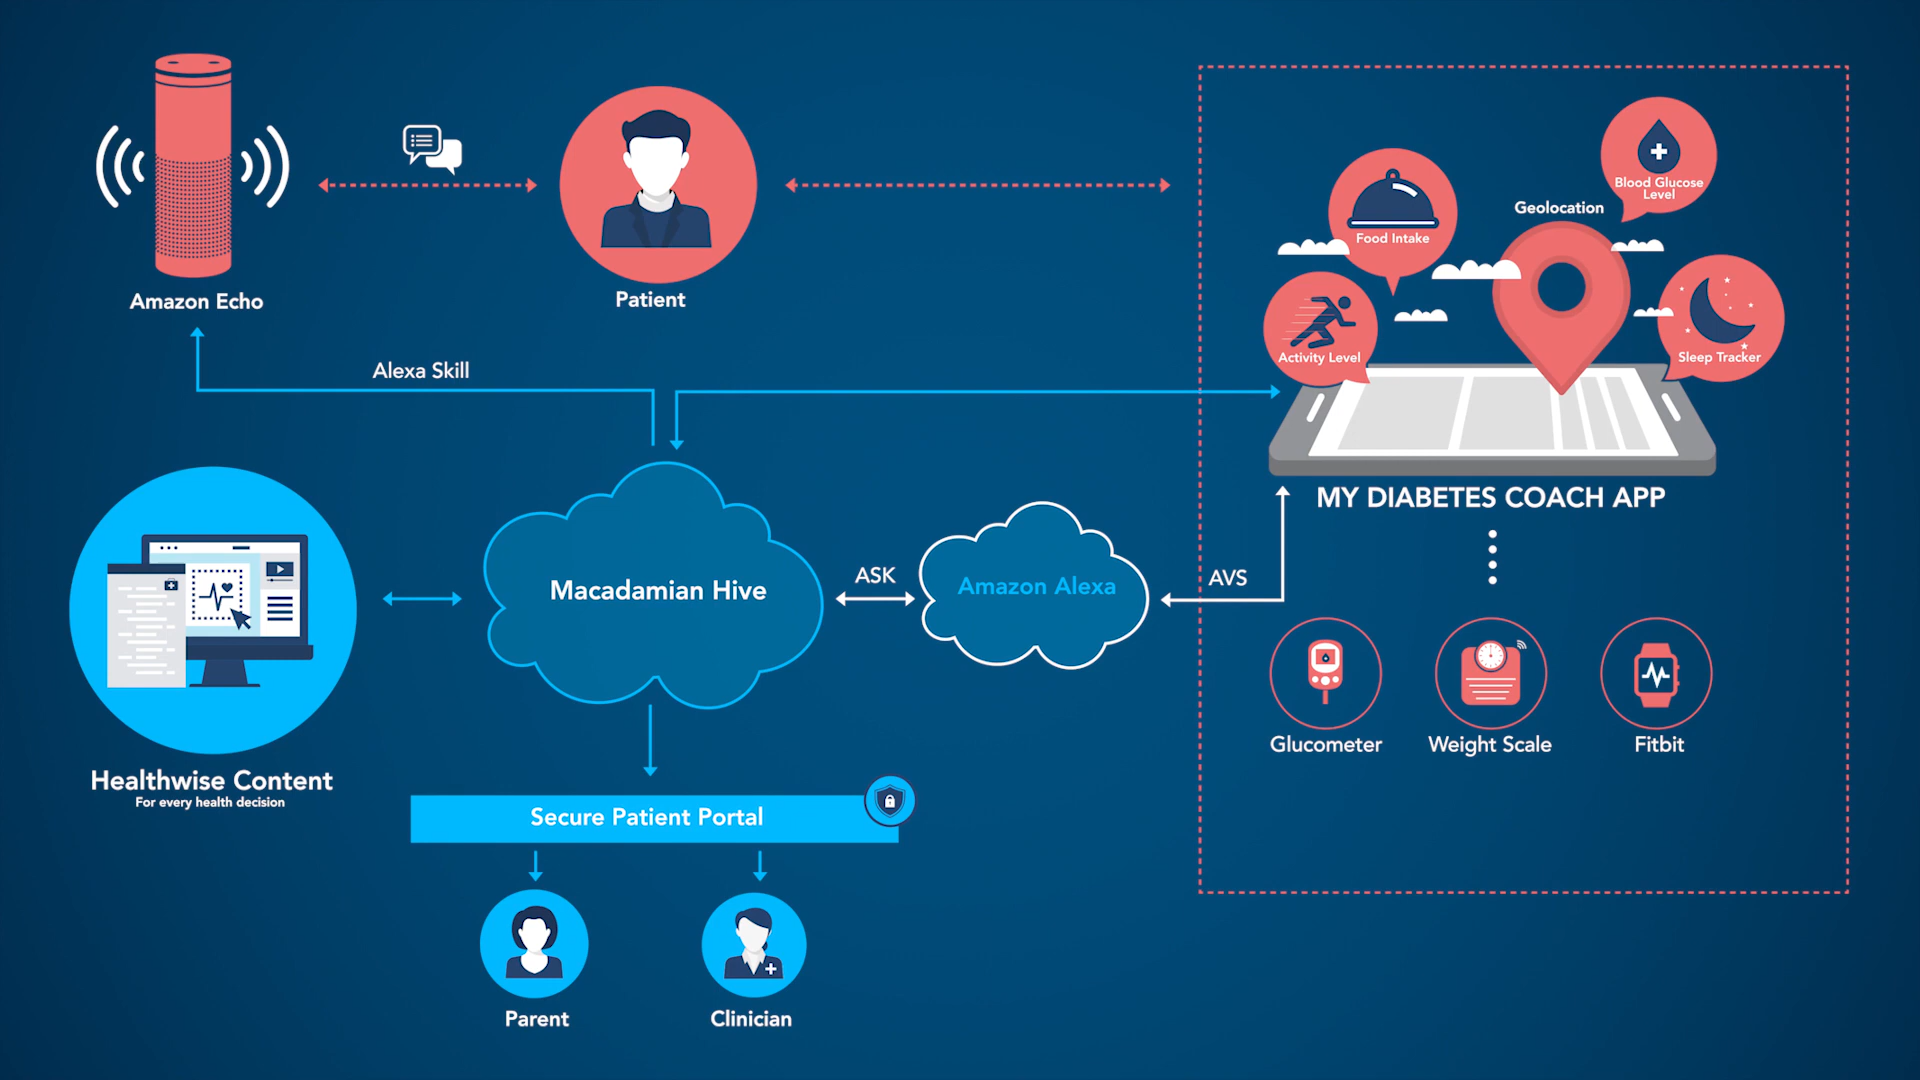 Amazon Echo
Patient
Blood Glucose
Level
Geolocation
Food Intake
Activity Level
Sleep Tracker
Alexa Skill
MY DIABETES COACH APP
Macadamian Hive
ASK
Amazon Alexa
AVS
Glucometer
Weight Scale
Fitbit
Healthwise Content
For every health decision
Secure Patient Portal
Parent
Clinician